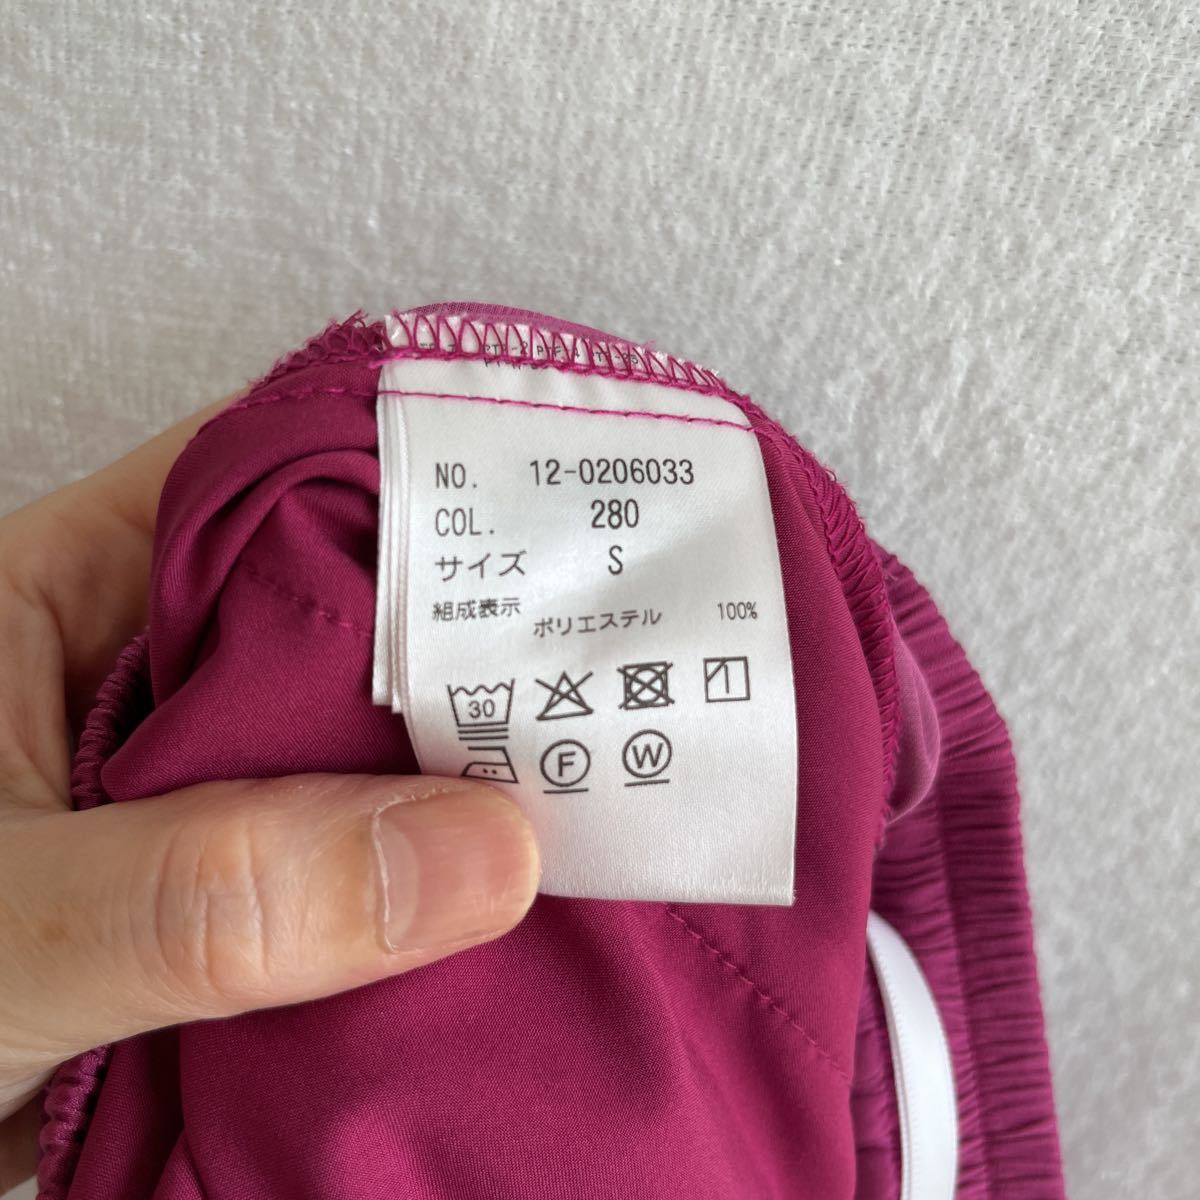 NO. 12-0206033
COL. 280
サイズ S
組成表示
ポリエステル 100%
30
F W